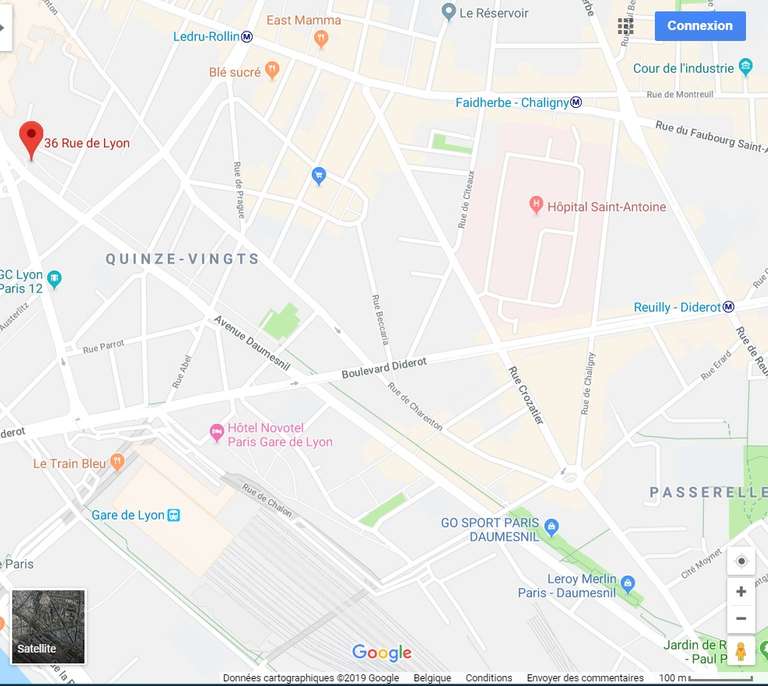 Le Réservoir
East Mamma
Connexion
Ledru-Rollin
M
Blé sucré
Cour de l'industrie
Rue de Montreuil
Faidherbe - Chaligny
M
Rue du Faubourg Saint-A
36 Rue de Lyon
Rue de Prague
Rue de Cîteaux
H
Hôpital Saint-Antoine
QUINZE-VINGTS
GC Lyon
Paris 12
Austerlitz
Reuilly - Diderot
M
Rue Beccaria
Avenue Daumesnil
Rue Parrot
Rue Abel
Boulevard Diderot
Rue Crozatier
Rue de Chaligny
Rue Erard
Rue de Reu
Rue de Charenton
Hôtel Novotel
Paris Gare de Lyon
Diderot
Le Train Bleu
Rue de Chalon
Gare de Lyon
PASSERELLE
GO SPORT PARIS
DAUMESNIL
Cité Moynet
Paris
Leroy Merlin
Paris - Daumesnil
Satellite
Google
Jardin de R
- Paul P
Données cartographiques ©2019 Google
Belgique
Conditions
Envoyer des commentaires
100 m